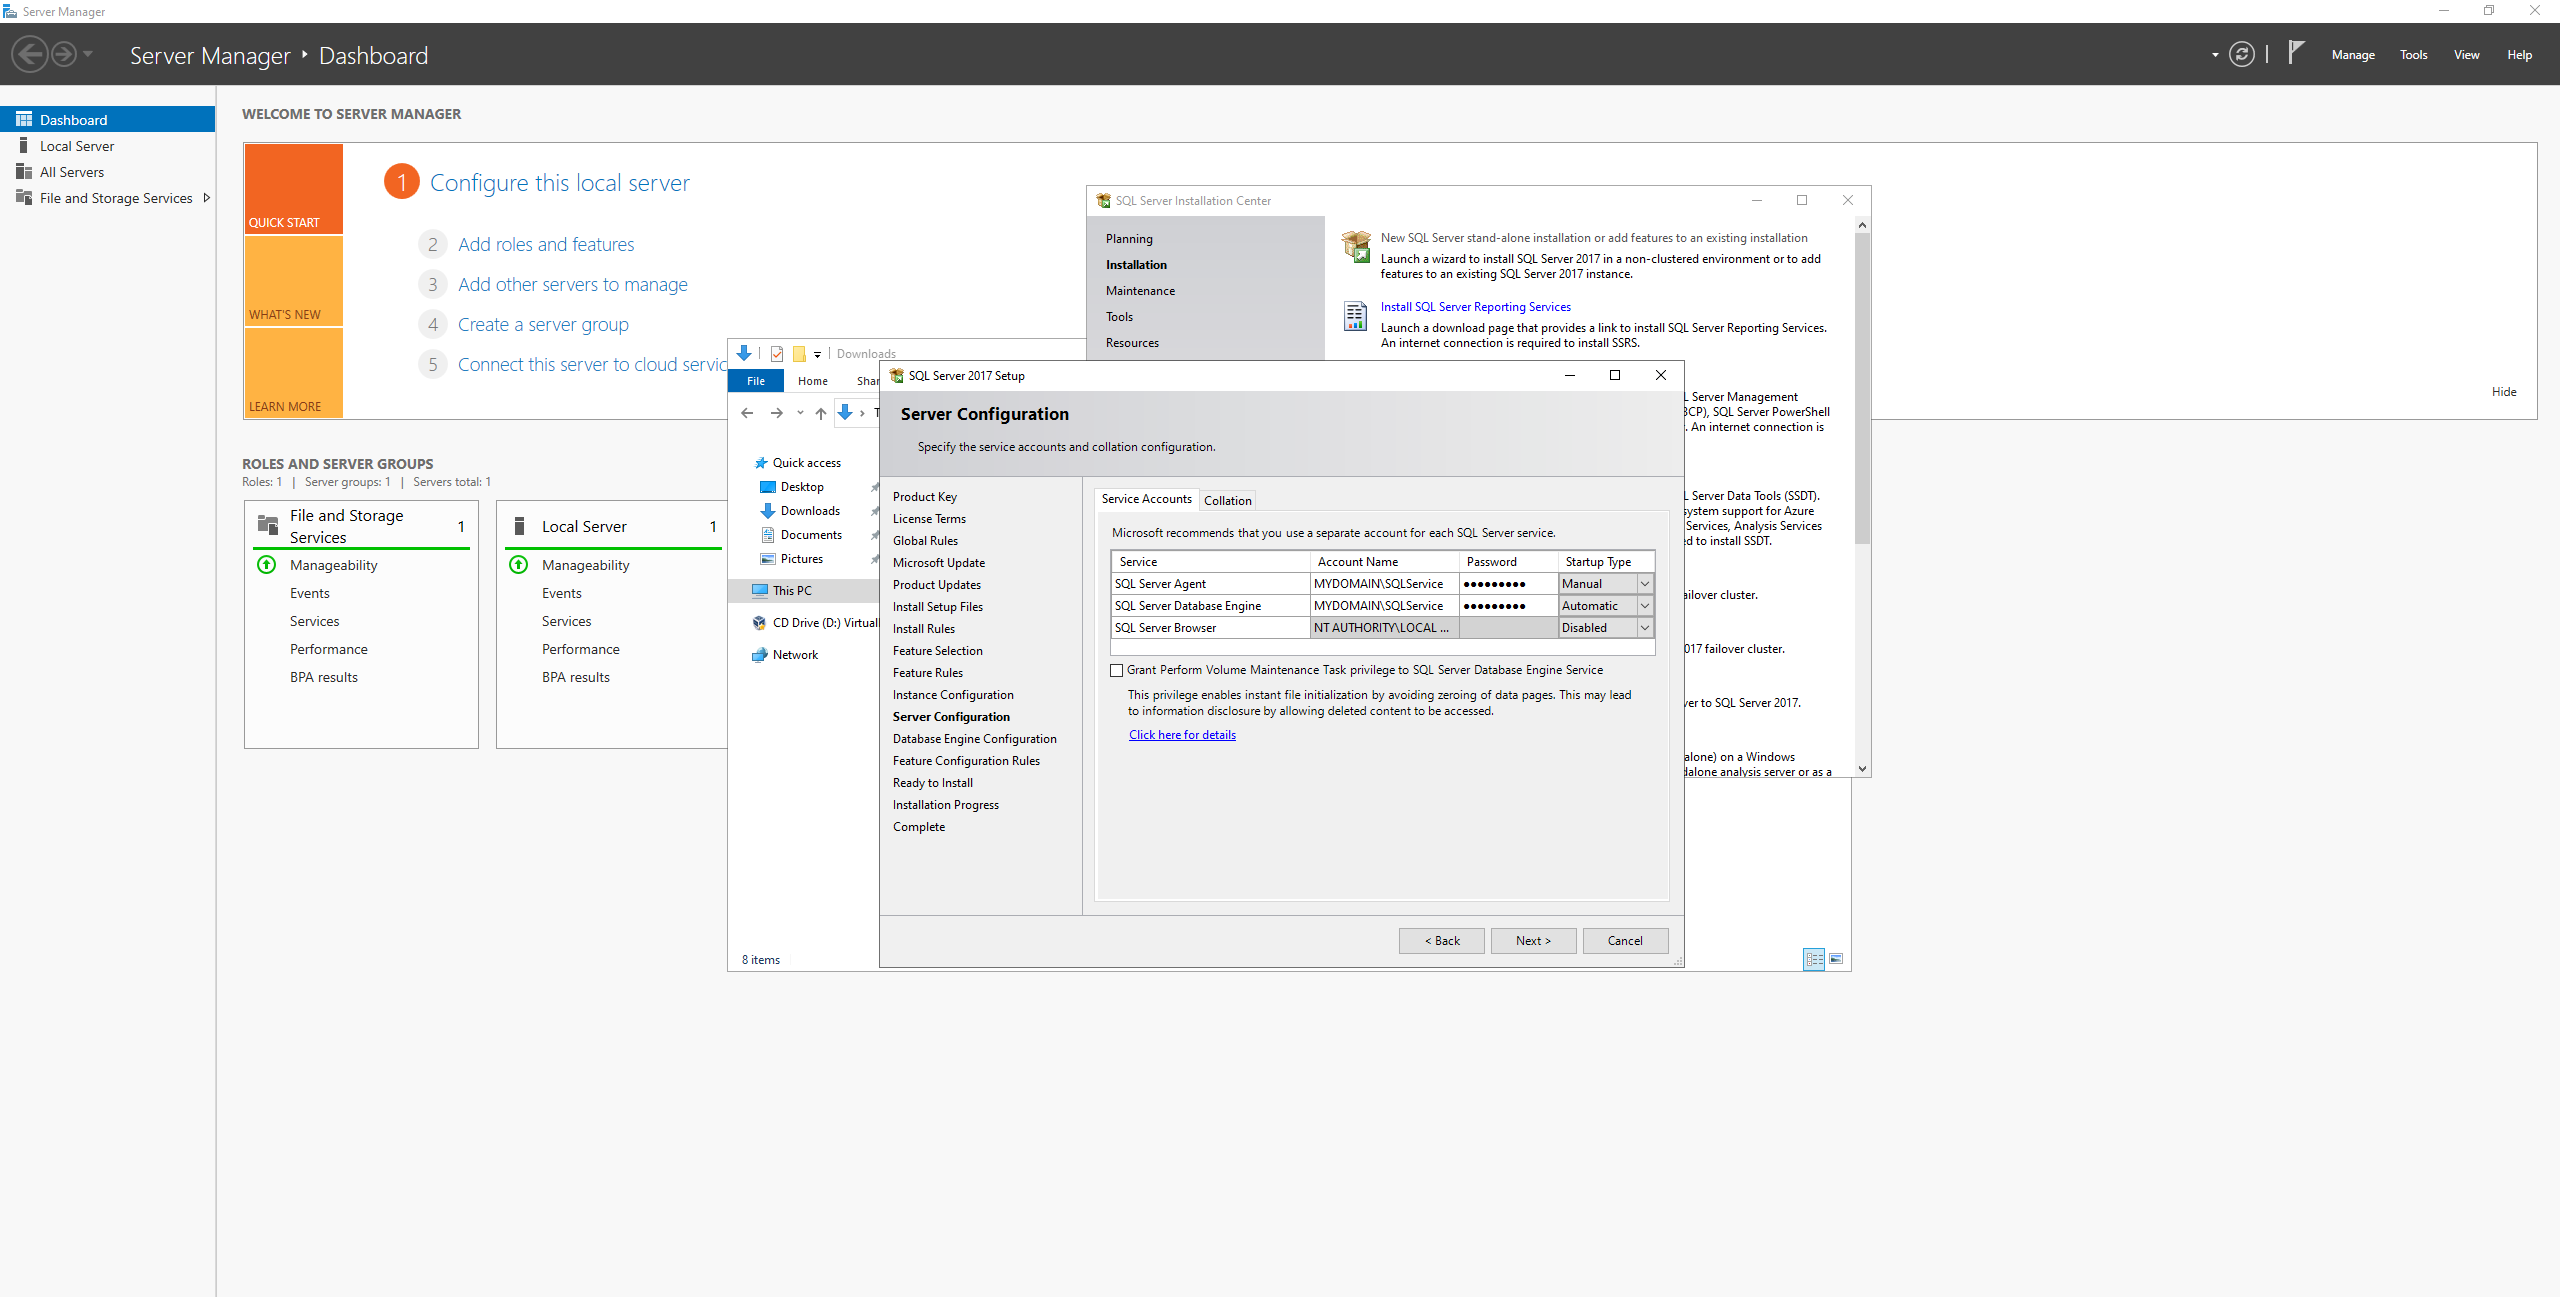 Server Manager
Server Manager ‣ Dashboard
Manage
Tools
View
Help
Dashboard
Local Server
All Servers
File and Storage Services
WELCOME TO SERVER MANAGER
QUICK START
WHAT'S NEW
LEARN MORE
1 Configure this local server
2 Add roles and features
3 Add other servers to manage
4 Create a server group
5 Connect this server to cloud servic
Hide
ROLES AND SERVER GROUPS
Roles: 1 | Server groups: 1 | Servers total: 1
File and Storage Services 1
Manageability
Events
Services
Performance
BPA results
Local Server 1
Manageability
Events
Services
Performance
BPA results
Downloads
File
Home
Shar
Quick access
Desktop
Downloads
Documents
Pictures
This PC
CD Drive (D:) Virtuall
Network
8 items
SQL Server Installation Center
Planning
Installation
Maintenance
Tools
Resources
New SQL Server stand-alone installation or add features to an existing installation
Launch a wizard to install SQL Server 2017 in a non-clustered environment or to add
features to an existing SQL Server 2017 instance.
Install SQL Server Reporting Services
Launch a download page that provides a link to install SQL Server Reporting Services.
An internet connection is required to install SSRS.
L Server Management
BCP), SQL Server PowerShell
. An internet connection is
L Server Data Tools (SSDT).
system support for Azure
Services, Analysis Services
d to install SSDT.
ailover cluster.
017 failover cluster.
ver to SQL Server 2017.
alone) on a Windows
dalone analysis server or as a
SQL Server 2017 Setup
Server Configuration
Specify the service accounts and collation configuration.
Product Key
License Terms
Global Rules
Microsoft Update
Product Updates
Install Setup Files
Install Rules
Feature Selection
Feature Rules
Instance Configuration
Server Configuration
Database Engine Configuration
Feature Configuration Rules
Ready to Install
Installation Progress
Complete
Service Accounts
Collation
Microsoft recommends that you use a separate account for each SQL Server service.
Service Account Name Password Startup Type
SQL Server Agent MYDOMAIN\SQLService ●●●●●●●●● Manual
SQL Server Database Engine MYDOMAIN\SQLService ●●●●●●●●● Automatic
SQL Server Browser NT AUTHORITY\LOCAL ... Disabled
Grant Perform Volume Maintenance Task privilege to SQL Server Database Engine Service
This privilege enables instant file initialization by avoiding zeroing of data pages. This may lead
to information disclosure by allowing deleted content to be accessed.
Click here for details
< Back
Next >
Cancel